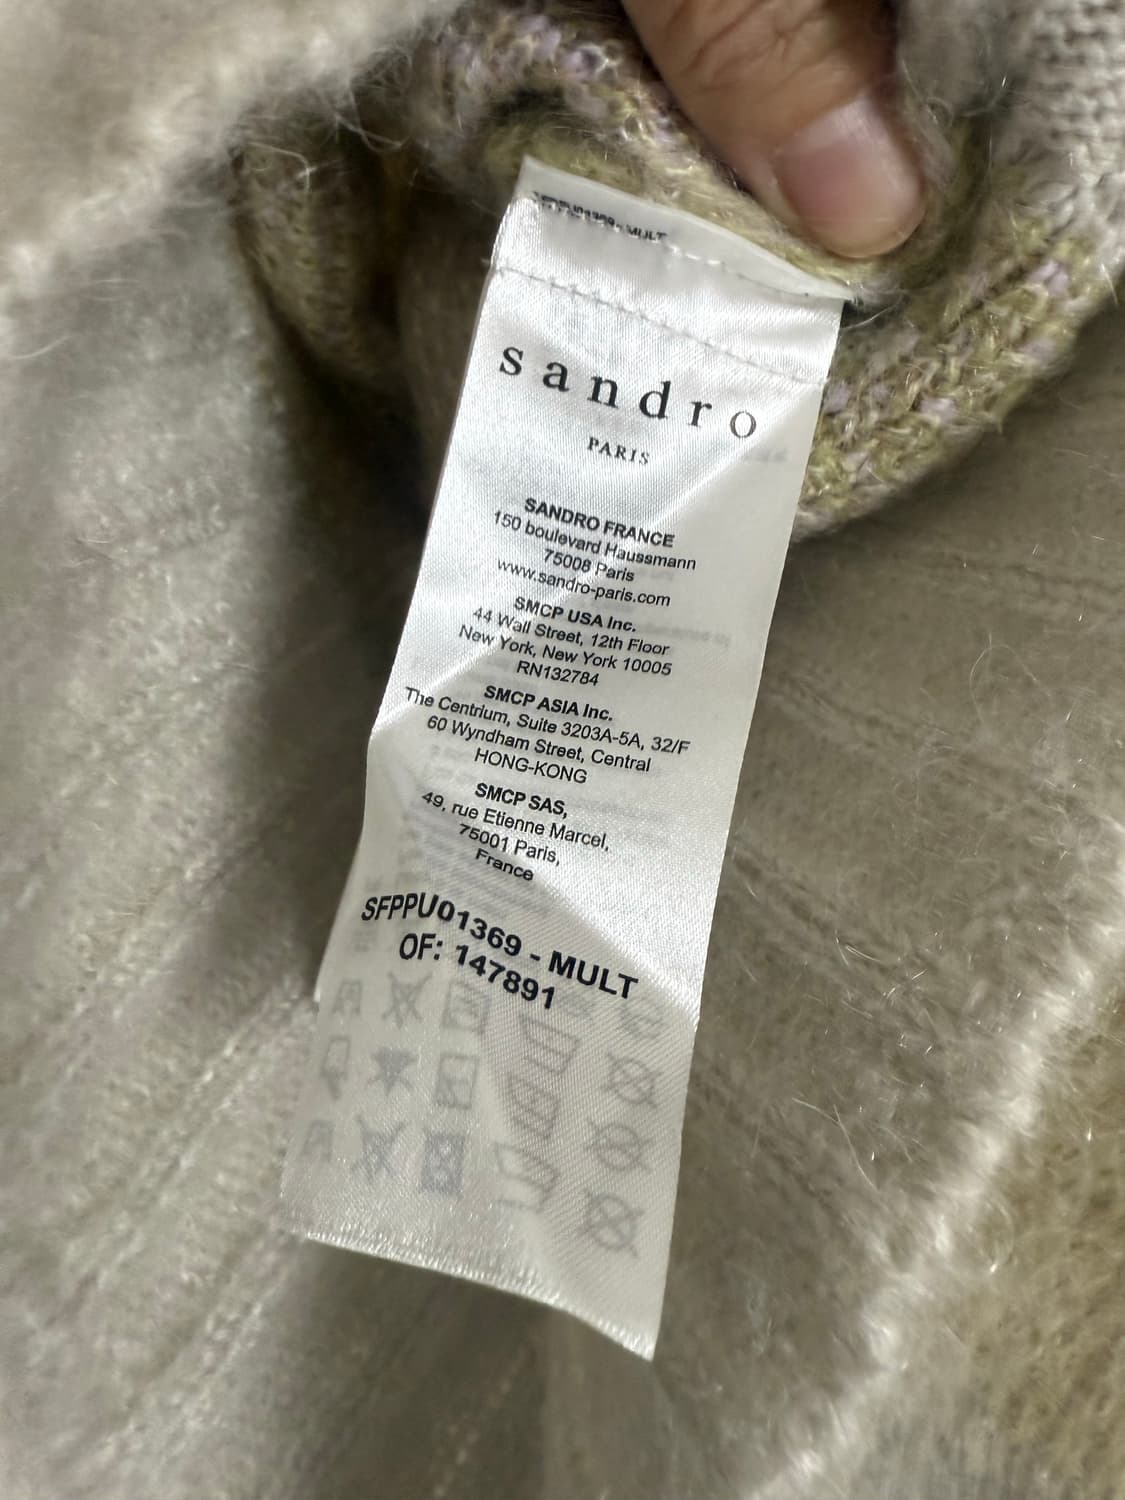 SFPPU01369 - MULT
sandro
PARIS
SANDRO FRANCE
150 boulevard Haussmann
75008 Paris
www.sandro-paris.com
SMCP USA Inc.
44 Wall Street, 12th Floor
New York, New York 10005
RN132784
SMCP ASIA Inc.
The Centrium, Suite 3203A-5A, 32/F
60 Wyndham Street, Central
HONG-KONG
SMCP SAS,
49, rue Etienne Marcel,
75001 Paris,
France
SFPPU01369 - MULT
OF: 147891